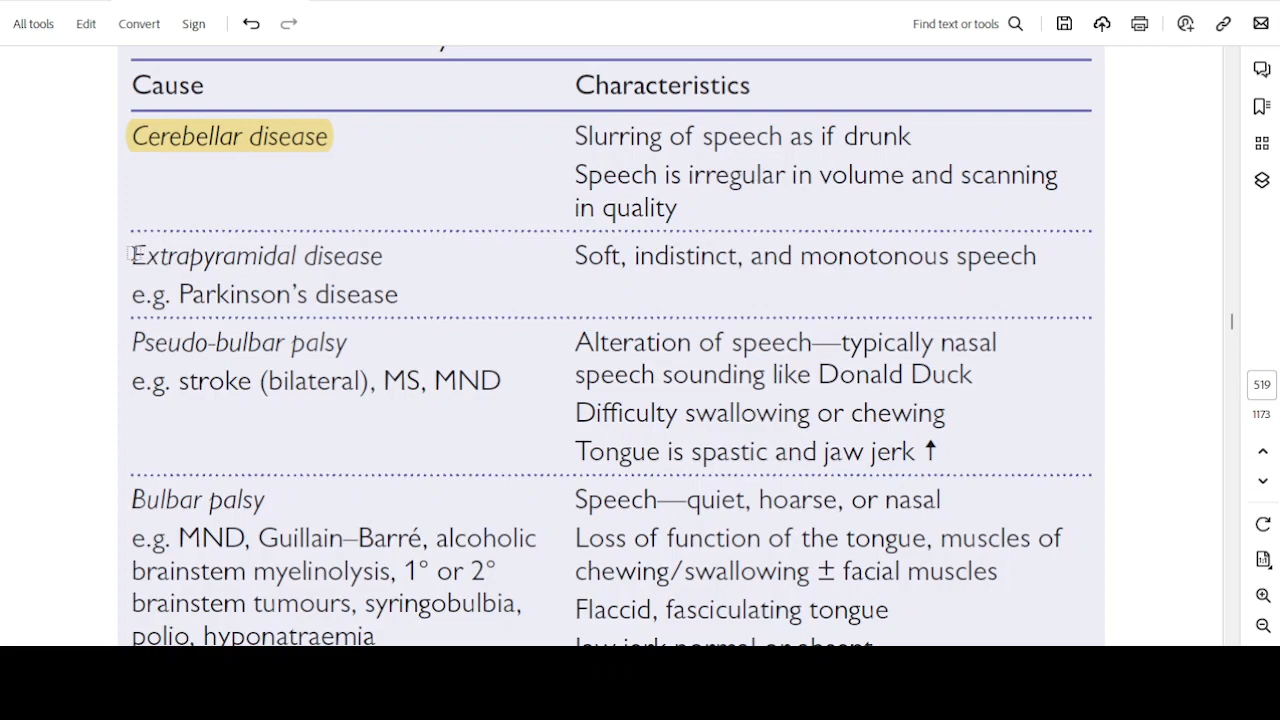 All tools Edit Convert Sign Find text or tools
Cause Characteristics
Cerebellar disease Slurring of speech as if drunk
Speech is irregular in volume and scanning
in quality
Extrapyramidal disease Soft, indistinct, and monotonous speech
e.g. Parkinson's disease
Pseudo-bulbar palsy Alteration of speech—typically nasal
e.g. stroke (bilateral), MS, MND speech sounding like Donald Duck
Difficulty swallowing or chewing
Tongue is spastic and jaw jerk ↑
Bulbar palsy Speech—quiet, hoarse, or nasal
e.g. MND, Guillain–Barré, alcoholic Loss of function of the tongue, muscles of
brainstem myelinolysis, 1° or 2° chewing/swallowing ± facial muscles
brainstem tumours, syringobulbia, Flaccid, fasciculating tongue
polio, hyponatraemia Jaw jerk normal or absent
519
1173